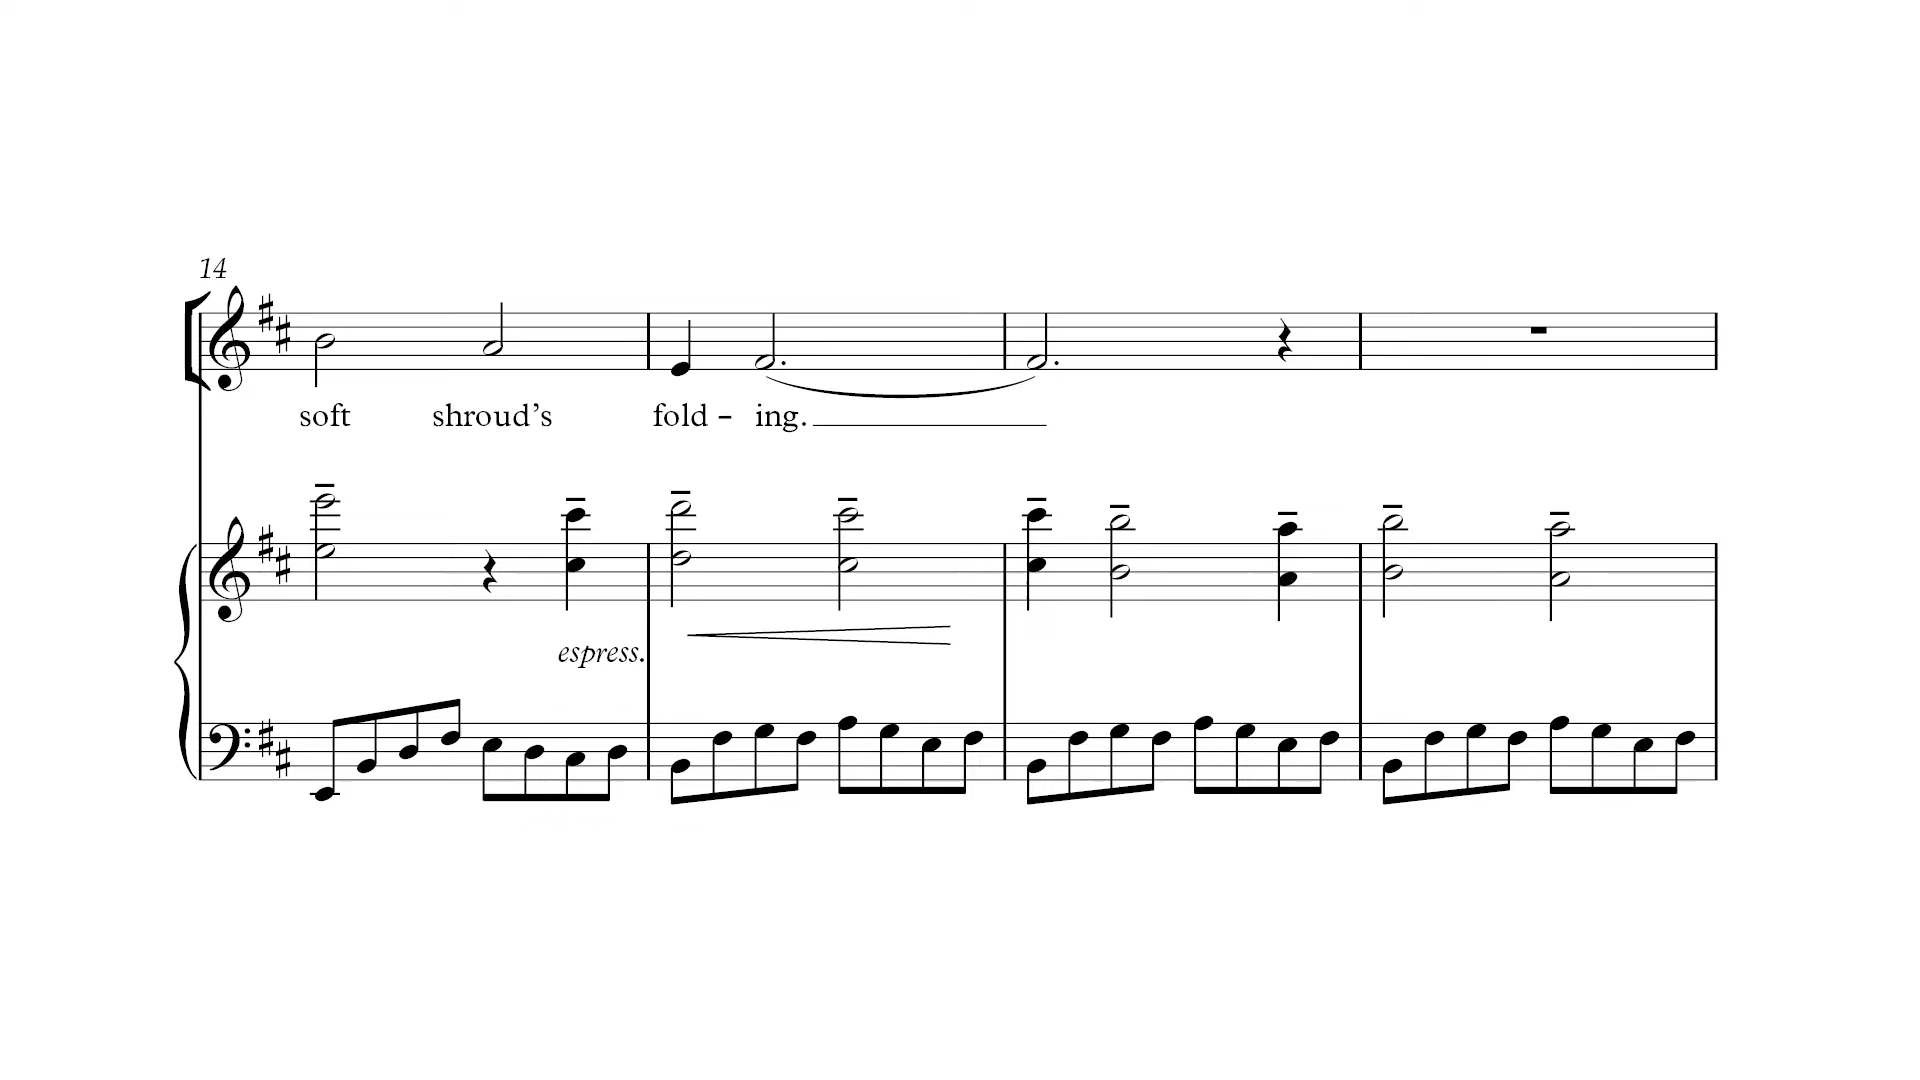 14
soft shroud’s fold - ing.
espress.